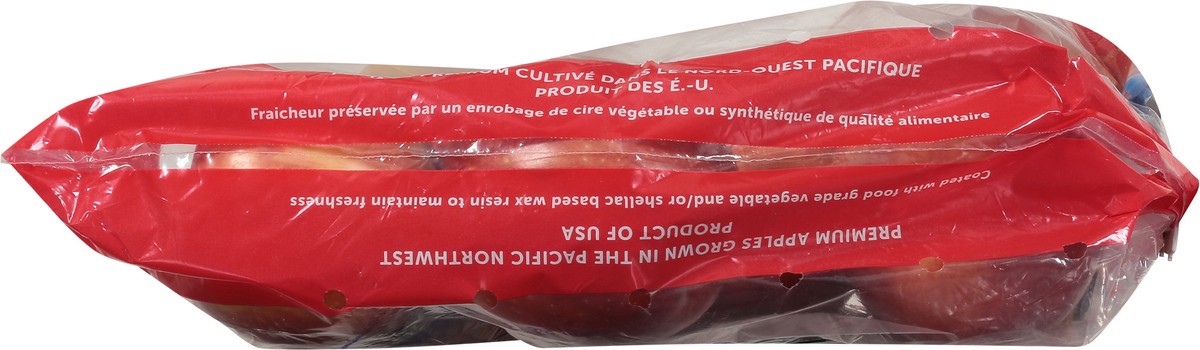 CULTIVÉ DANS LE NORD-OUEST PACIFIQUE
PRODUIT DES É.-U.
Fraicheur préservée par un enrobage de cire végétable ou synthétique de qualité alimentaire
PREMIUM APPLES GROWN IN THE PACIFIC NORTHWEST
PRODUCT OF USA
Coated with food grade vegetable and/or shellac based wax resin to maintain freshness